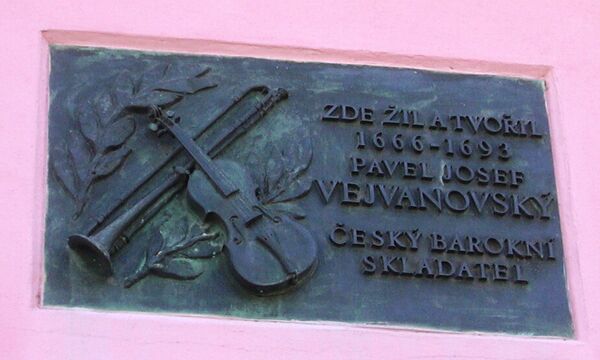 ZDE ŽIL A TVOŘIL
1666-1693
PAVEL JOSEF
VEJVANOVSKÝ
ČESKÝ BAROKNÍ
SKLADATEL